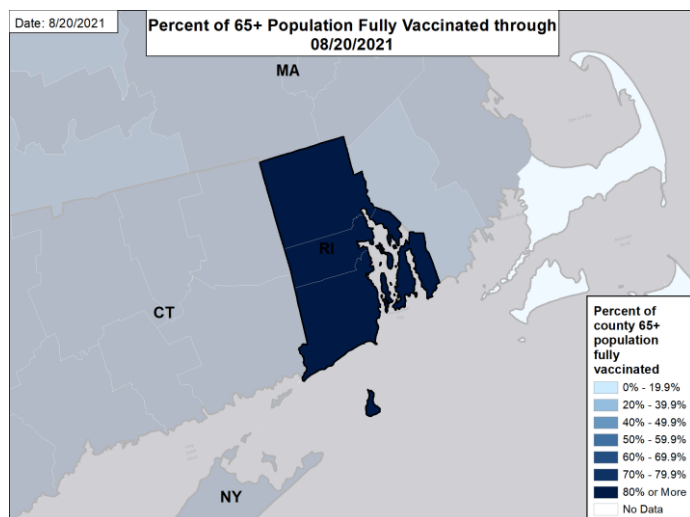 Date: 8/20/2021
Percent of 65+ Population Fully Vaccinated through
08/20/2021
MA
RI
CT
NY
Percent of
county 65+
population
fully
vaccinated
0% - 19.9%
20% - 39.9%
40% - 49.9%
50% - 59.9%
60% - 69.9%
70% - 79.9%
80% or More
No Data